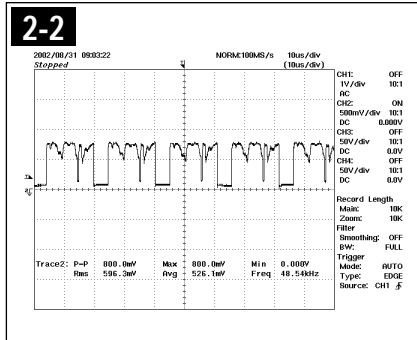 2-2
2002/08/31 09:03:22 NORM:100MS/s 10us/div
Stopped (10us/div)
CH1: OFF
1V/div 10:1
AC
CH2: ON
500mV/div 10:1
DC 0.000V
CH3: OFF
50V/div 10:1
DC 0.0V
CH4: OFF
50V/div 10:1
DC 0.0V
Record Length
Main: 10K
Zoom: 10K
Filter
Smoothing: OFF
BW: FULL
Trigger
Mode: AUTO
Type: EDGE
Source: CH1
Trace2: P-P 800.0mV Max 800.0mV Min 0.000V
Rms 596.3mV Avg 526.1mV Freq 48.54kHz